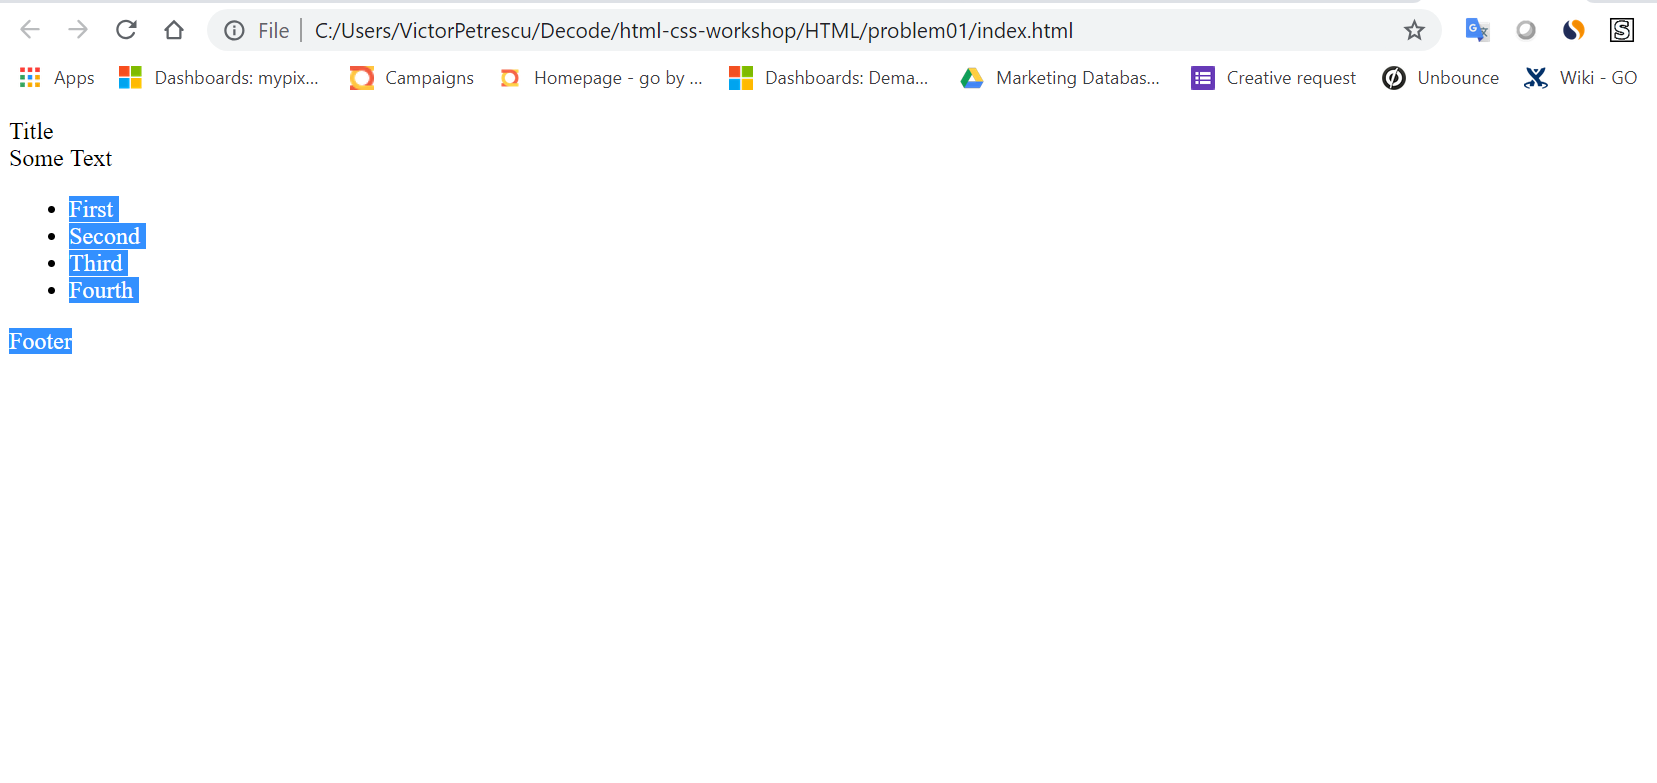 File | C:/Users/VictorPetrescu/Decode/html-css-workshop/HTML/problem01/index.html
Apps Dashboards: mypix... Campaigns Homepage - go by ... Dashboards: Dema... Marketing Databas... Creative request Unbounce Wiki - GO
Title
Some Text
• First
• Second
• Third
• Fourth
Footer